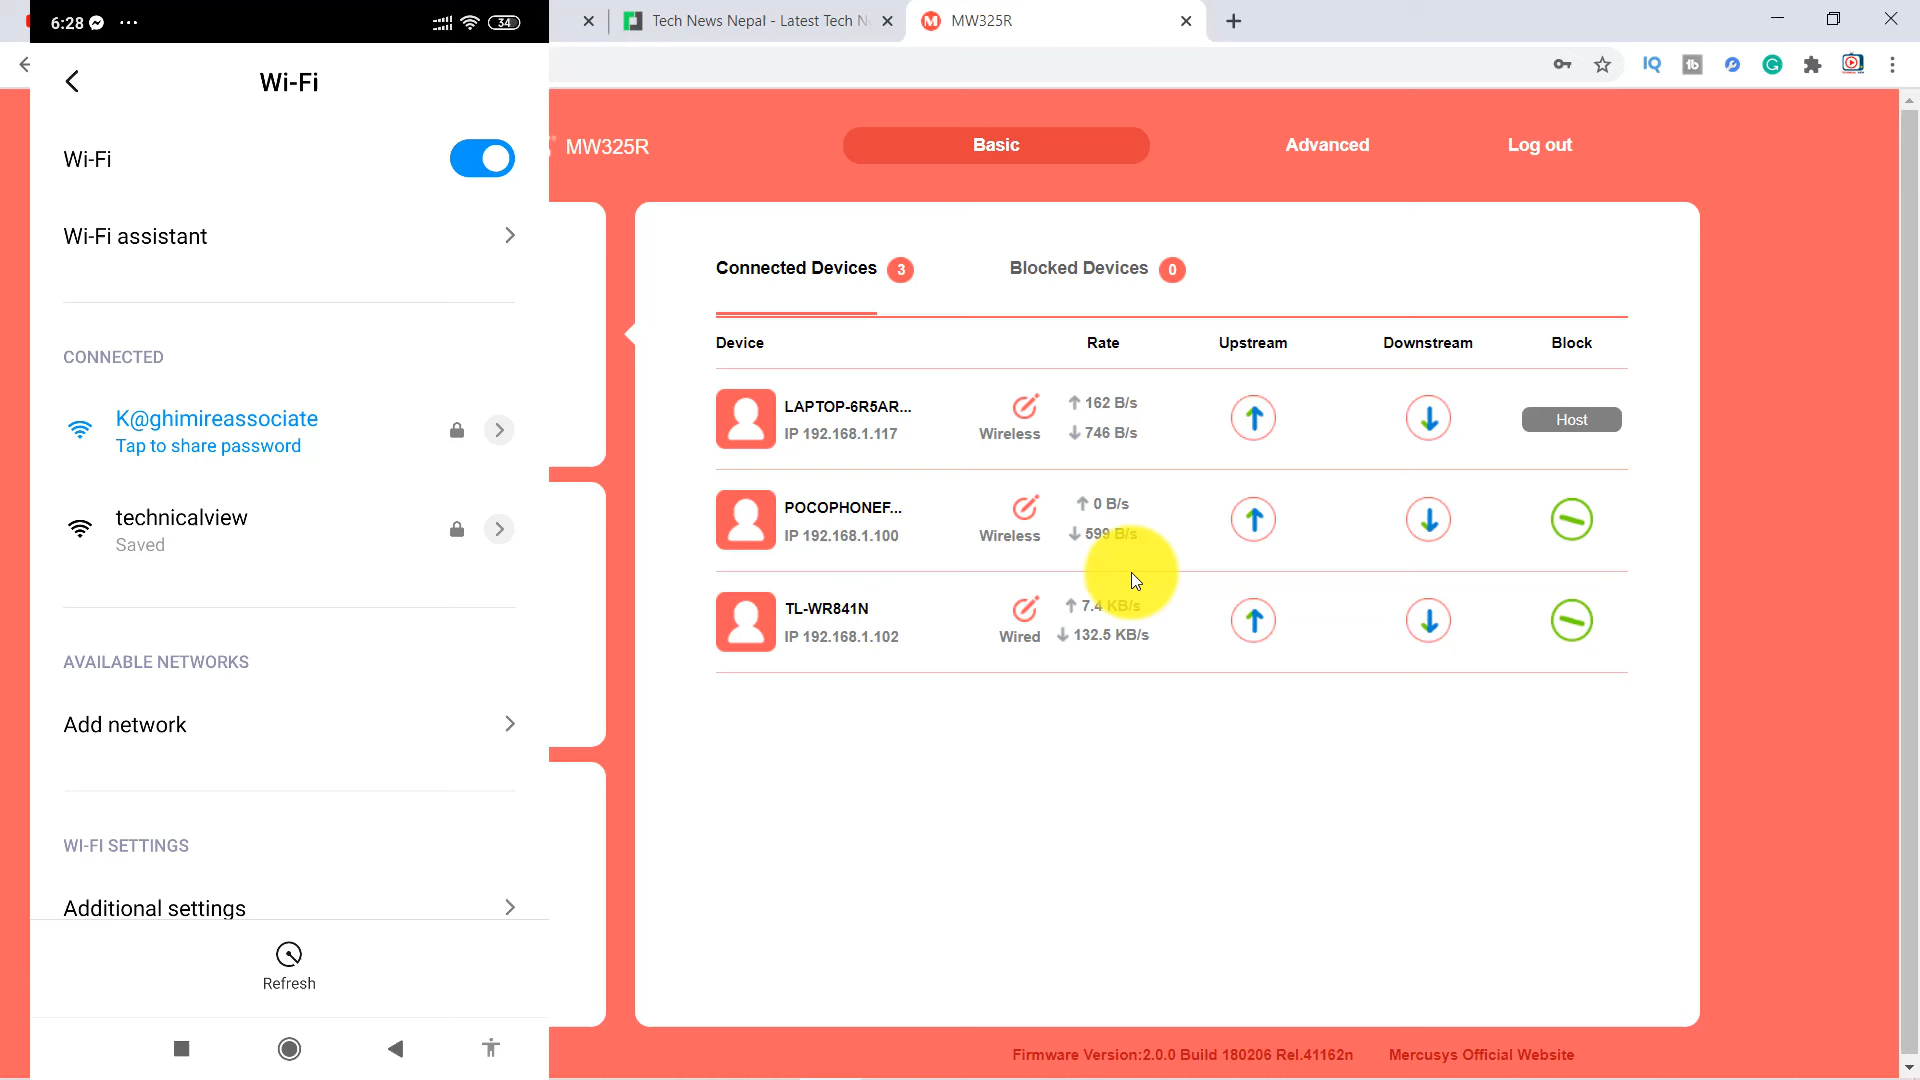 6:28
34
Wi-Fi
Wi-Fi
Wi-Fi assistant
CONNECTED
K@ghimireassociate
Tap to share password
technicalview
Saved
AVAILABLE NETWORKS
Add network
WI-FI SETTINGS
Additional settings
Refresh
Tech News Nepal - Latest Tech N
MW325R
IQ
MW325R
Basic
Advanced
Log out
Connected Devices 3
Blocked Devices 0
Device Rate Upstream Downstream Block
LAPTOP-6R5AR...
IP 192.168.1.117
Wireless
162 B/s
746 B/s
Host
POCOPHONEF...
IP 192.168.1.100
Wireless
0 B/s
599 B/s
TL-WR841N
IP 192.168.1.102
Wired
7.4 KB/s
132.5 KB/s
Firmware Version:2.0.0 Build 180206 Rel.41162n
Mercusys Official Website